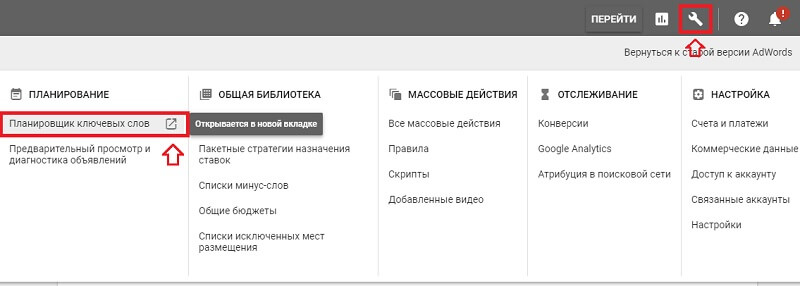 ПЕРЕЙТИ
Вернуться к старой версии AdWords
ПЛАНИРОВАНИЕ
Планировщик ключевых слов
Открывается в новой вкладке
Предварительный просмотр и
диагностика объявлений
ОБЩАЯ БИБЛИОТЕКА
Пакетные стратегии назначения
ставок
Списки минус-слов
Общие бюджеты
Списки исключенных мест
размещения
МАССОВЫЕ ДЕЙСТВИЯ
Все массовые действия
Правила
Скрипты
Добавленные видео
ОТСЛЕЖИВАНИЕ
Конверсии
Google Analytics
Атрибуция в поисковой сети
НАСТРОЙКА
Счета и платежи
Коммерческие данные
Доступ к аккаунту
Связанные аккаунты
Настройки